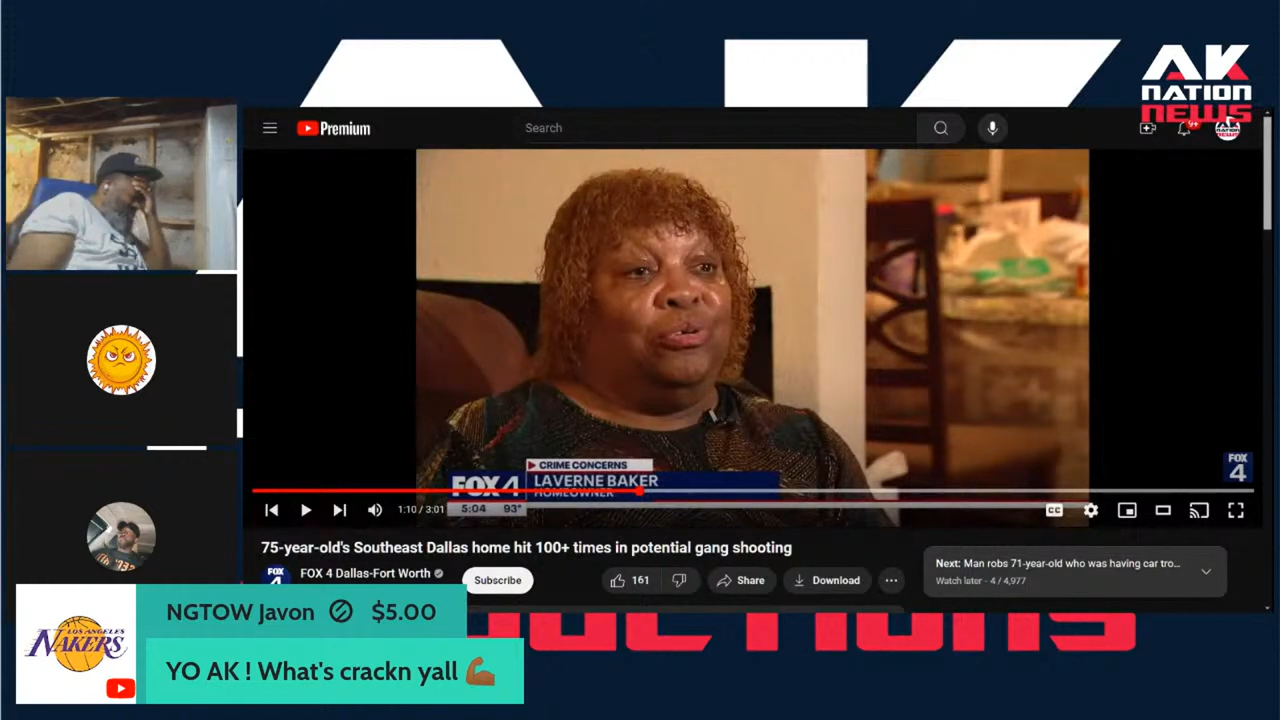 AK
NATION
NEWS
Premium
Search
9+
CRIME CONCERNS
FOX 4
LAVERNE BAKER
HOMEOWNER
5:04 93°
FOX
4
1:10 / 3:01
CC
75-year-old's Southeast Dallas home hit 100+ times in potential gang shooting
FOX 4 Dallas-Fort Worth
Subscribe
161
Share
Download
Next: Man robs 71-year-old who was having car tro...
Watch later - 4 / 4,977
NGTOW Javon $5.00
YO AK ! What's crackn yall 💪🏾
LOS ANGELES
NAKERS